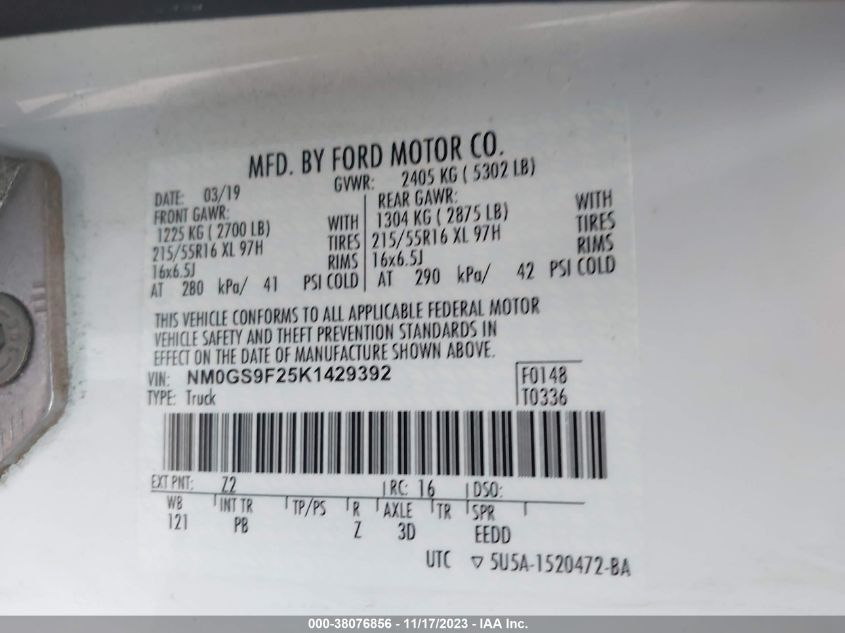 MFD. BY FORD MOTOR CO.
DATE: 03/19 GVWR: 2405 KG ( 5302 LB)
FRONT GAWR: REAR GAWR:
1225 KG ( 2700 LB) WITH 1304 KG ( 2875 LB) WITH
215/55R16 XL 97H TIRES 215/55R16 XL 97H TIRES
16x6.5J RIMS 16x6.5J RIMS
AT 280 kPa/ 41 PSI COLD AT 290 kPa/ 42 PSI COLD
THIS VEHICLE CONFORMS TO ALL APPLICABLE FEDERAL MOTOR
VEHICLE SAFETY AND THEFT PREVENTION STANDARDS IN
EFFECT ON THE DATE OF MANUFACTURE SHOWN ABOVE.
VIN: NM0GS9F25K1429392 F0148
TYPE: Truck T0336
EXT PNT: Z2 RC: 16 DSO:
WB INT TR TP/PS R AXLE TR SPR
121 PB Z 3D EEDD
UTC ▽ 5U5A-1520472-BA
000-38076856 - 11/17/2023 - IAAI Inc.